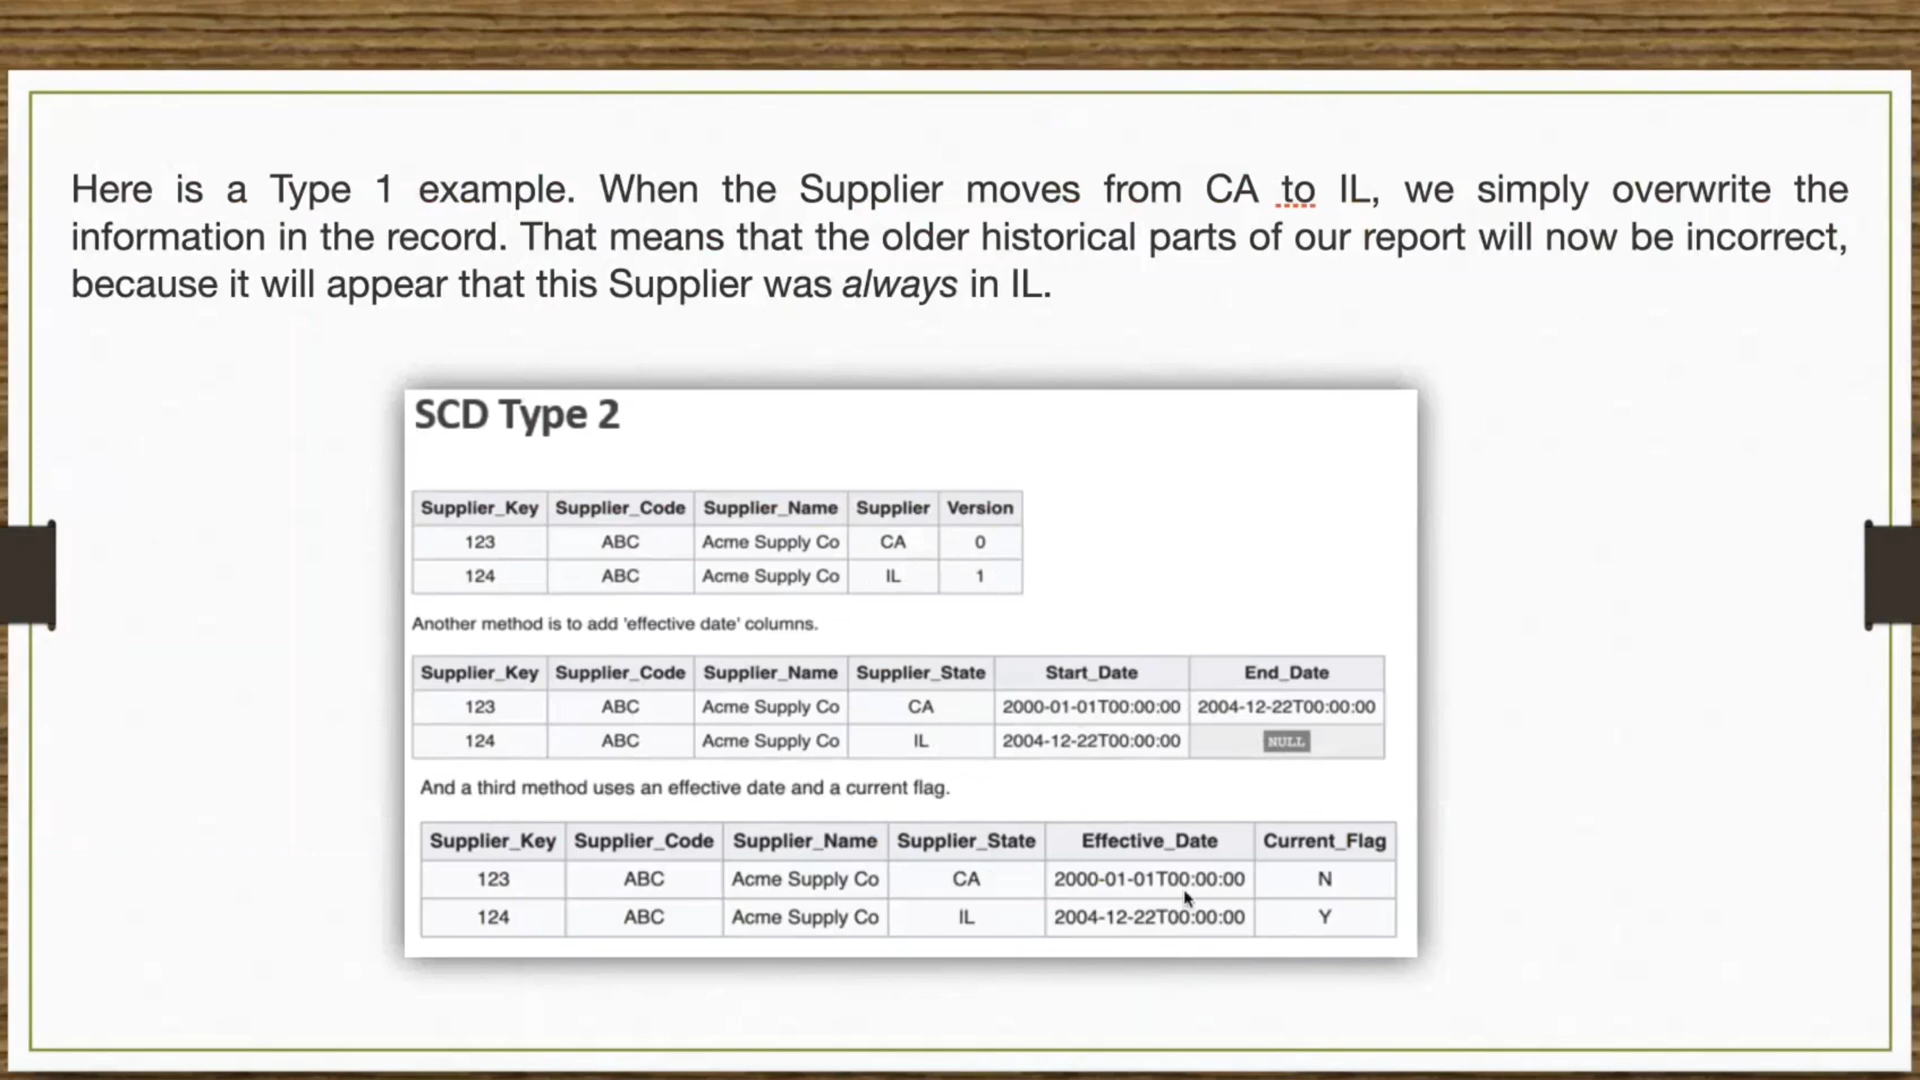 Here is a Type 1 example. When the Supplier moves from CA to IL, we simply overwrite the
information in the record. That means that the older historical parts of our report will now be incorrect,
because it will appear that this Supplier was always in IL.
SCD Type 2
Supplier_Key Supplier_Code Supplier_Name Supplier Version
123 ABC Acme Supply Co CA 0
124 ABC Acme Supply Co IL 1
Another method is to add 'effective date' columns.
Supplier_Key Supplier_Code Supplier_Name Supplier_State Start_Date End_Date
123 ABC Acme Supply Co CA 2000-01-01T00:00:00 2004-12-22T00:00:00
124 ABC Acme Supply Co IL 2004-12-22T00:00:00 NULL
And a third method uses an effective date and a current flag.
Supplier_Key Supplier_Code Supplier_Name Supplier_State Effective_Date Current_Flag
123 ABC Acme Supply Co CA 2000-01-01T00:00:00 N
124 ABC Acme Supply Co IL 2004-12-22T00:00:00 Y